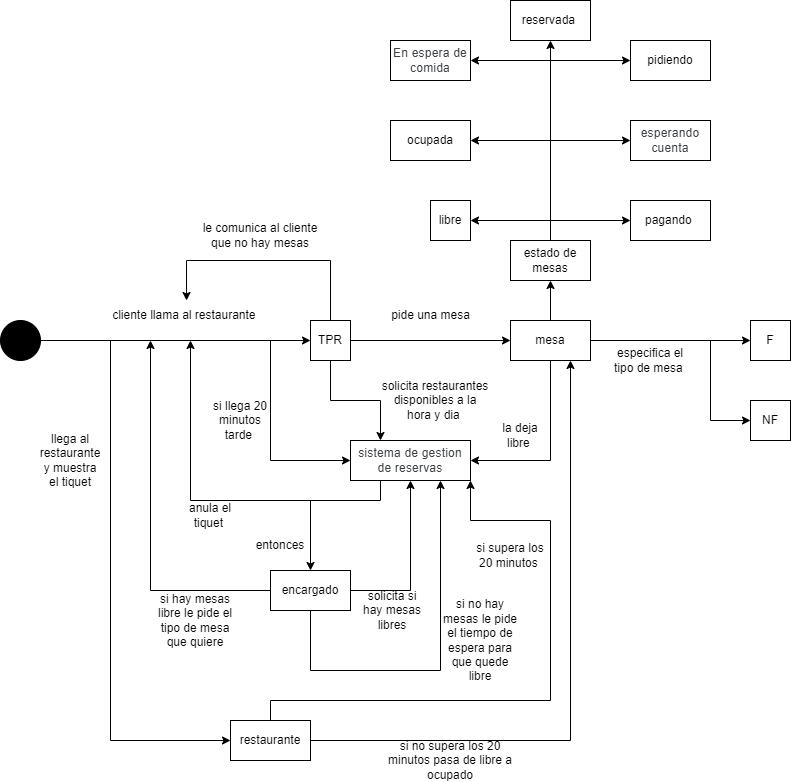 reservada
En espera de
comida
pidiendo
ocupada
esperando
cuenta
libre
pagando
le comunica al cliente
que no hay mesas
estado de
mesas
cliente llama al restaurante
pide una mesa
TPR
mesa
F
especifica el
tipo de mesa
solicita restaurantes
disponibles a la
hora y dia
si llega 20
minutos
tarde
NF
llega al
restaurante
y muestra
el tiquet
la deja
libre
sistema de gestion
de reservas
anula el
tiquet
entonces
si supera los
20 minutos
encargado
solicita si
hay mesas
libres
si hay mesas
libre le pide el
tipo de mesa
que quiere
si no hay
mesas le pide
el tiempo de
espera para
que quede
libre
restaurante
si no supera los 20
minutos pasa de libre a
ocupado